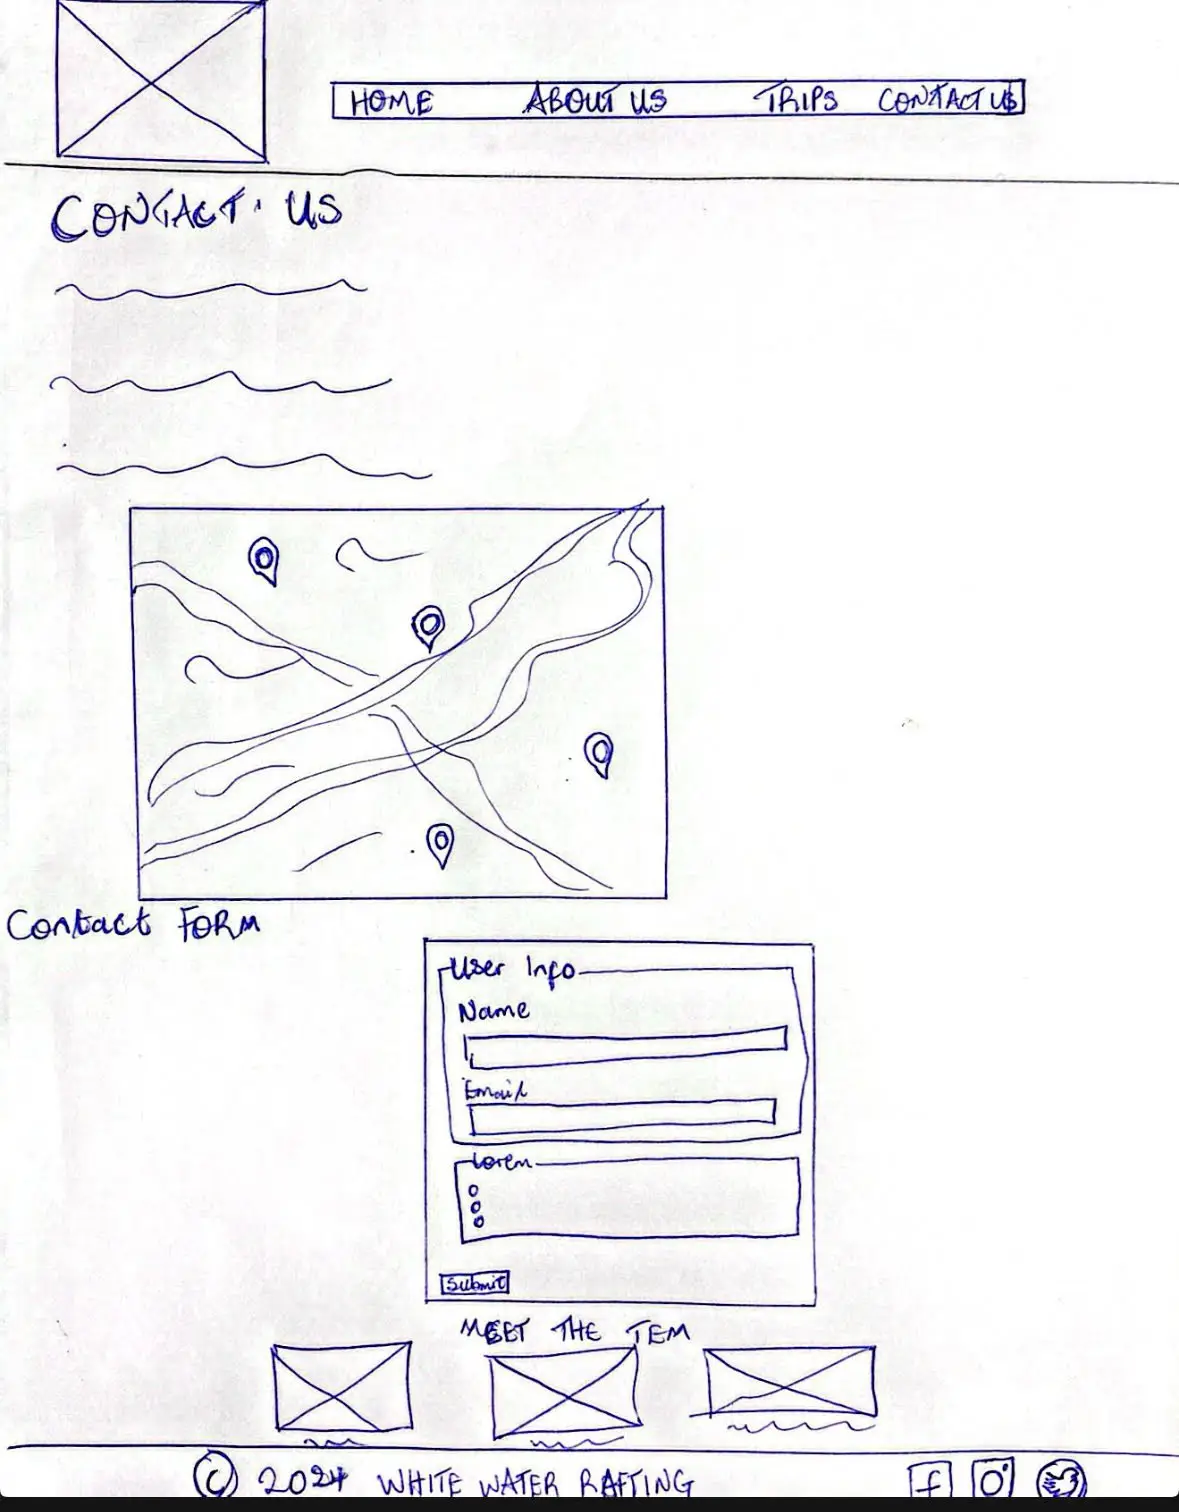 HOME ABOUT US TRIPS CONTACT US
CONTACT US
Contact FORM
User Info
Name
Email
Lorem
Submit
MEET THE TEM
© 2024 WHITE WATER RAFTING
f